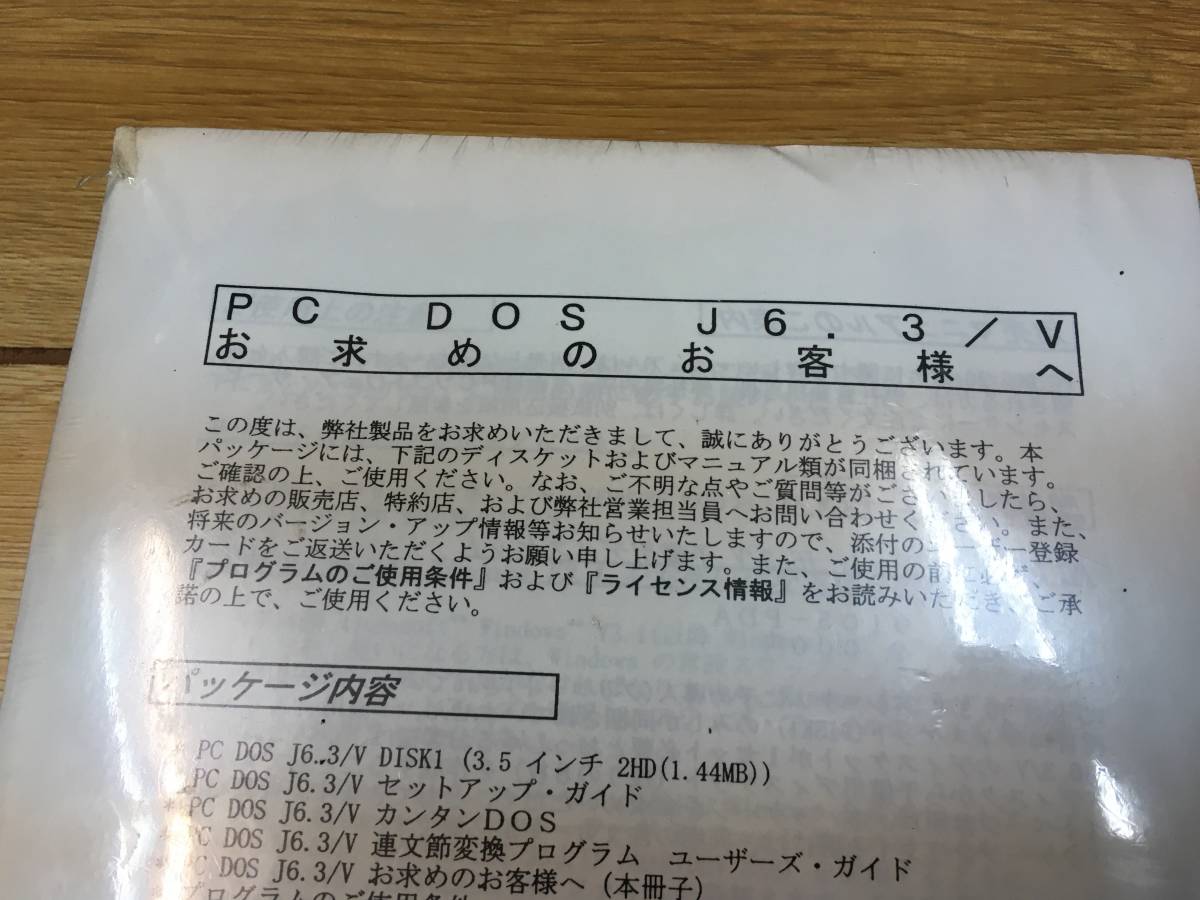 PC DOS J6.3/V
お求めのお客様へ
この度は、弊社製品をお求めいただきまして、誠にありがとうございます。本
パッケージには、下記のディスケットおよびマニュアル類が同梱されています。
ご確認の上、ご使用ください。なお、ご不明な点やご質問等がございましたら、
お求めの販売店、特約店、および弊社営業担当員へお問い合わせください。また、
将来のバージョン・アップ情報等お知らせいたしますので、添付のユーザー登録
カードをご返送いただくようお願い申し上げます。また、ご使用の前に必ず、
『プログラムのご使用条件』および『ライセンス情報』をお読みいただき、ご承
諾の上で、ご使用ください。
パッケージ内容
* PC DOS J6.3/V DISK1 (3.5 インチ 2HD(1.44MB))
* PC DOS J6.3/V セットアップ・ガイド
* PC DOS J6.3/V カンタンDOS
* PC DOS J6.3/V 連文節変換プログラム ユーザーズ・ガイド
* PC DOS J6.3/V お求めのお客様へ (本冊子)
* プログラムのご使用条件